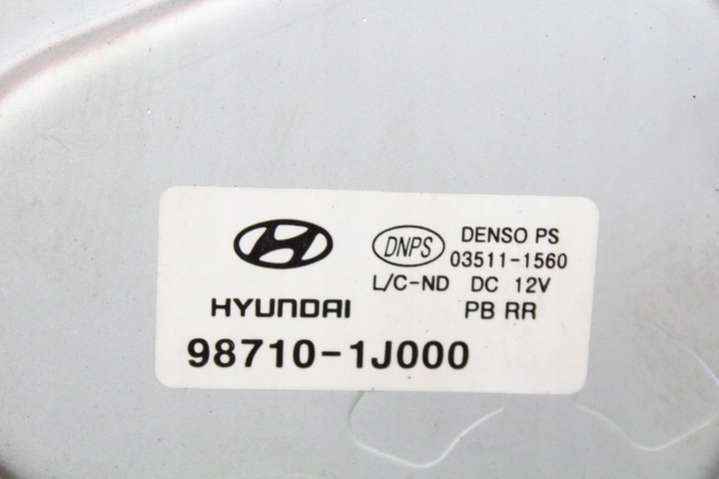 HYUNDAI
98710-1J000
DNPS
DENSO PS
03511-1560
L/C-ND DC 12V
PB RR